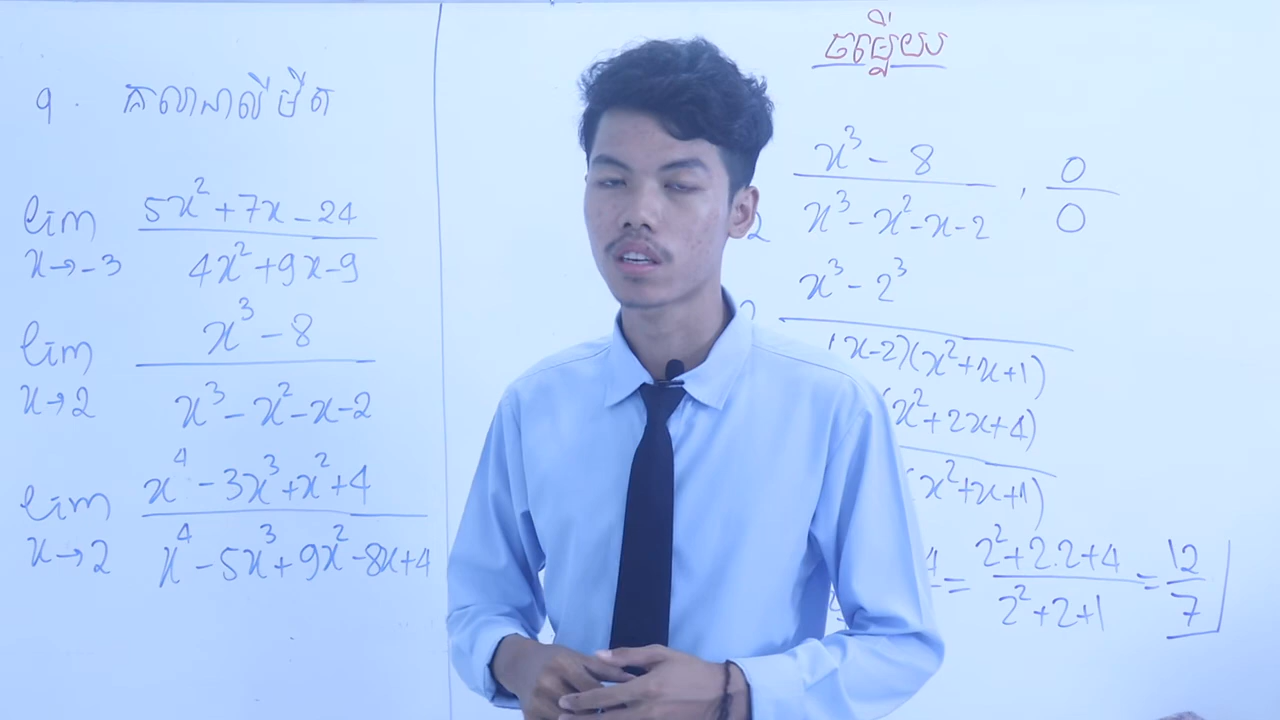 ១. គណនាលីមីត
lim x→-3 (5x²+7x-24)/(4x²+9x-9)
lim x→2 (x³-8)/(x³-x²-x-2)
lim x→2 (x⁴-3x³+x²+4)/(x⁴-5x³+9x²-8x+4)
ចម្លើយ
2 (x³-8)/(x³-x²-x-2), 0/0
x³-2³
(x-2)(x²+x+1)
(x²+2x+4)
(x²+x+1)
4 = (2²+2.2+4)/(2²+2+1) = 12/7